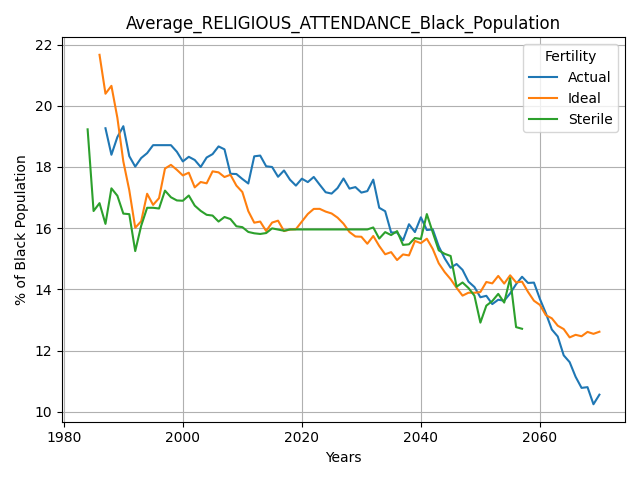 Average_RELIGIOUS_ATTENDANCE_Black_Population
22
20
18
16
14
12
10
% of Black Population
Fertility
Actual
Ideal
Sterile
1980
2000
2020
2040
2060
Years